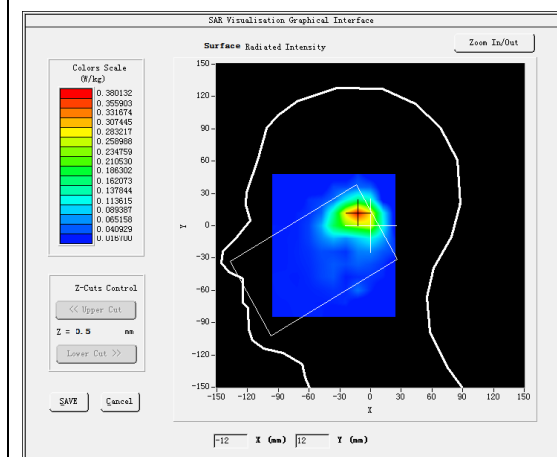 SAR Visualisation Graphical Interface
Surface Radiated Intensity
Zoom In/Out
Colors Scale
(W/kg)
0.380132
0.355903
0.331674
0.307445
0.283217
0.258988
0.234759
0.210530
0.186302
0.162073
0.137844
0.113615
0.089387
0.065158
0.040929
0.016700
Z-Cuts Control
<< Upper Cut
Z = 0.5 mm
Lower Cut >>
SAVE Cancel
150
120
90
60
30
0
-30
-60
-90
-120
-150
Y
-150 -120 -90 -60 -30 0 30 60 90 120 150
X
-12 X (mm) 12 Y (mm)